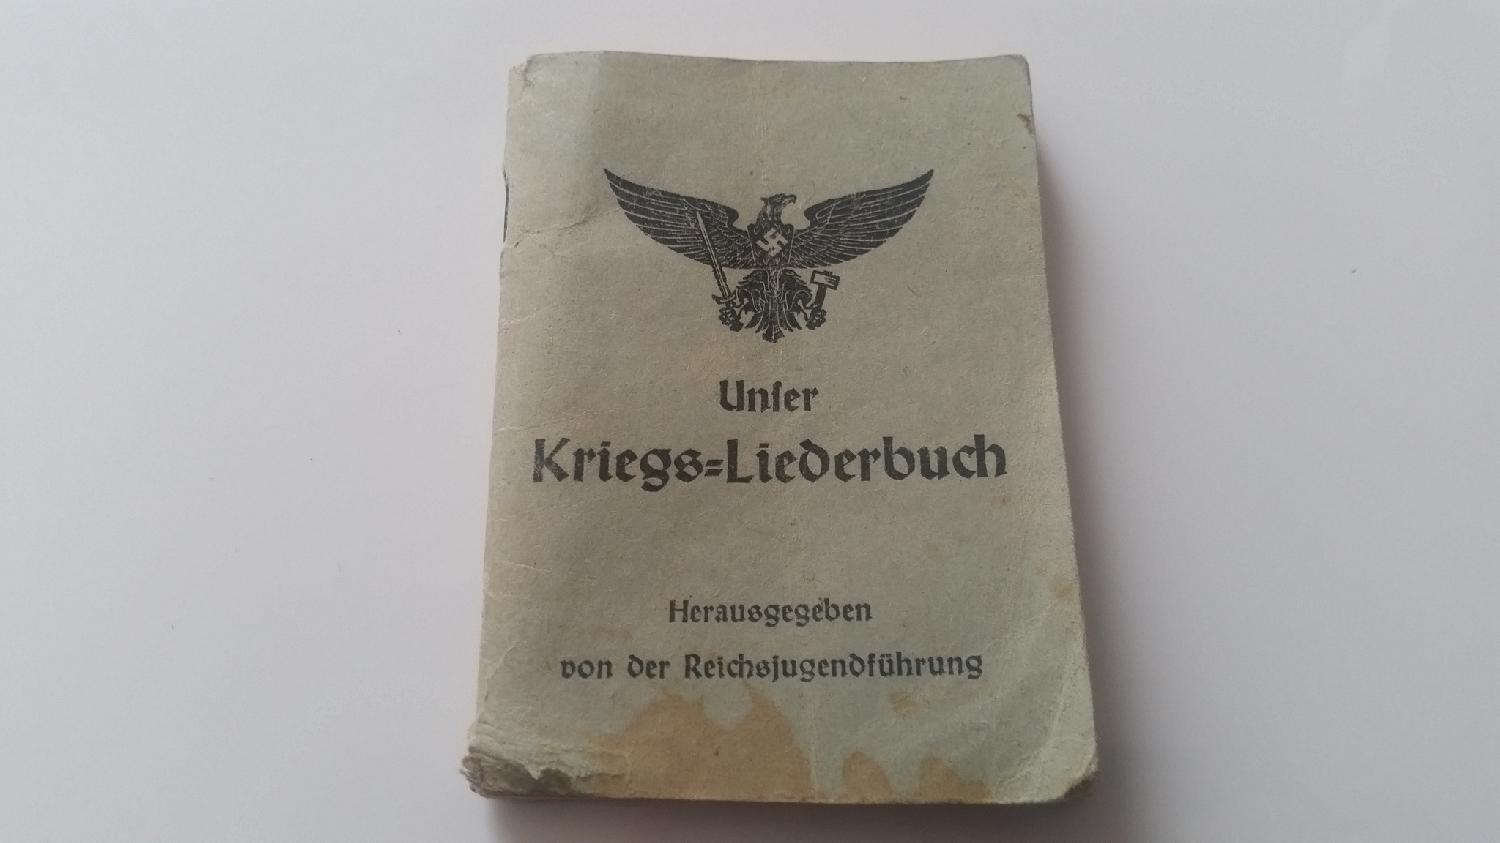 Unſer
Kriegs=Liederbuch
Herausgegeben
von der Reichsjugendführung